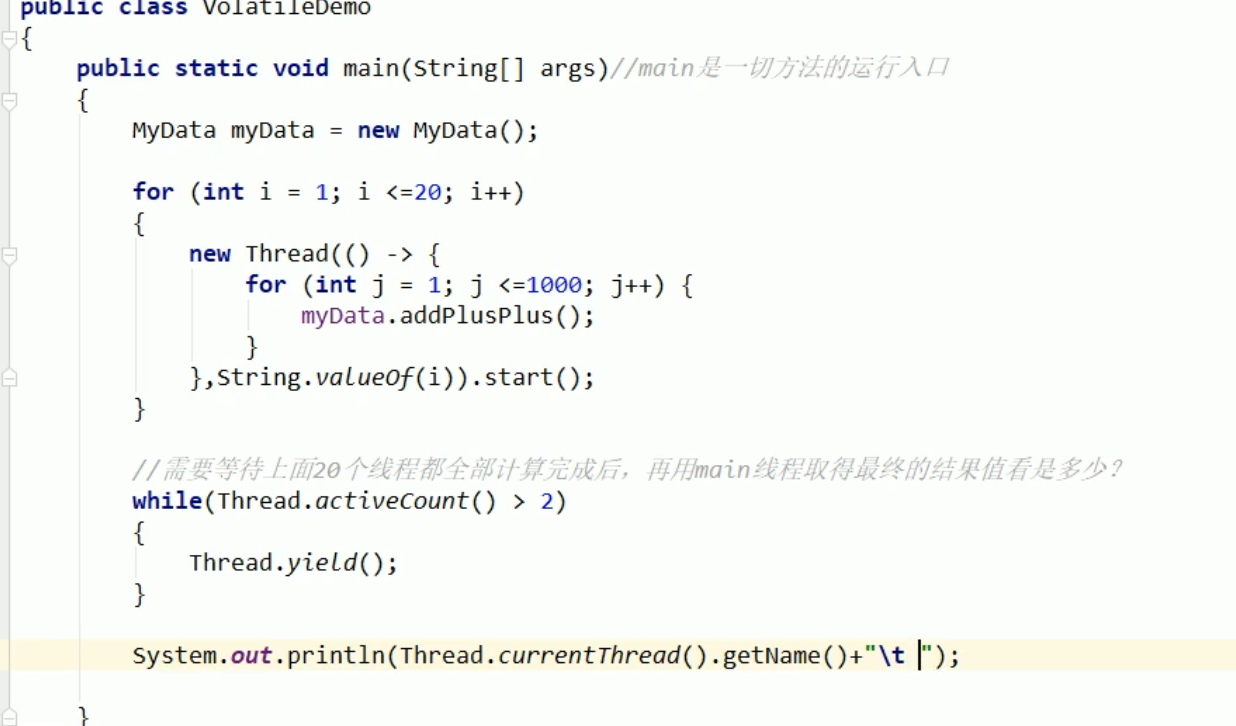 public class VolatileDemo
{
public static void main(String[] args)//main是一切方法的运行入口
{
MyData myData = new MyData();
for (int i = 1; i <=20; i++)
{
new Thread(() -> {
for (int j = 1; j <=1000; j++) {
myData.addPlusPlus();
}
},String.valueOf(i)).start();
}
//需要等待上面20个线程都全部计算完成后，再用main线程取得最终的结果值看是多少？
while(Thread.activeCount() > 2)
{
Thread.yield();
}
System.out.println(Thread.currentThread().getName()+"\t ");
}